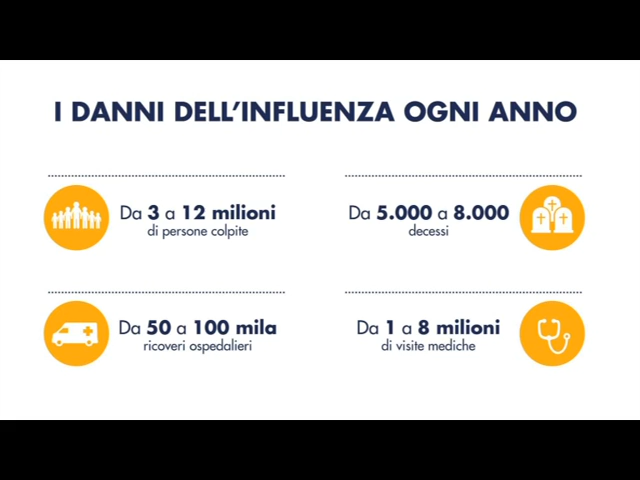 I DANNI DELL'INFLUENZA OGNI ANNO
Da 3 a 12 milioni
di persone colpite
Da 5.000 a 8.000
decessi
Da 50 a 100 mila
ricoveri ospedalieri
Da 1 a 8 milioni
di visite mediche